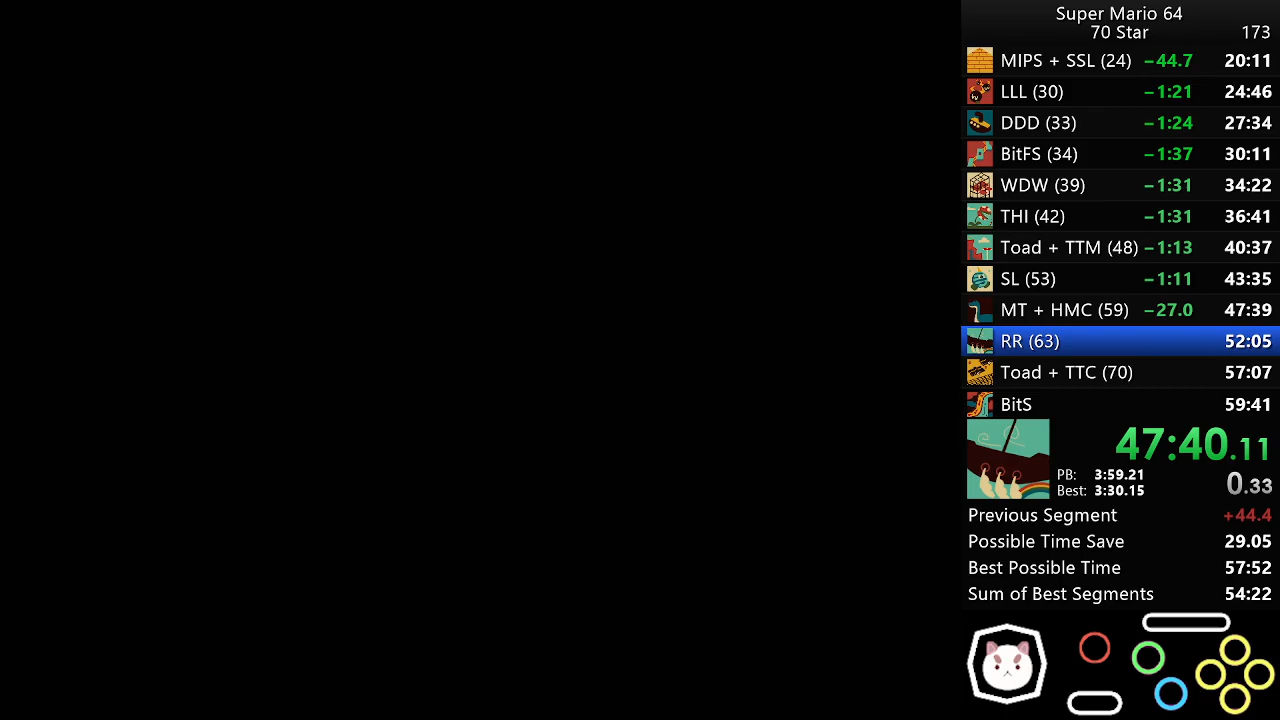 Super Mario 64
70 Star 173
MIPS + SSL (24) −44.7 20:11
LLL (30) −1:21 24:46
DDD (33) −1:24 27:34
BitFS (34) −1:37 30:11
WDW (39) −1:31 34:22
THI (42) −1:31 36:41
Toad + TTM (48) −1:13 40:37
SL (53) −1:11 43:35
MT + HMC (59) −27.0 47:39
RR (63) 52:05
Toad + TTC (70) 57:07
BitS 59:41
47:40.11
PB: 3:59.21
Best: 3:30.15 0.33
Previous Segment +44.4
Possible Time Save 29.05
Best Possible Time 57:52
Sum of Best Segments 54:22